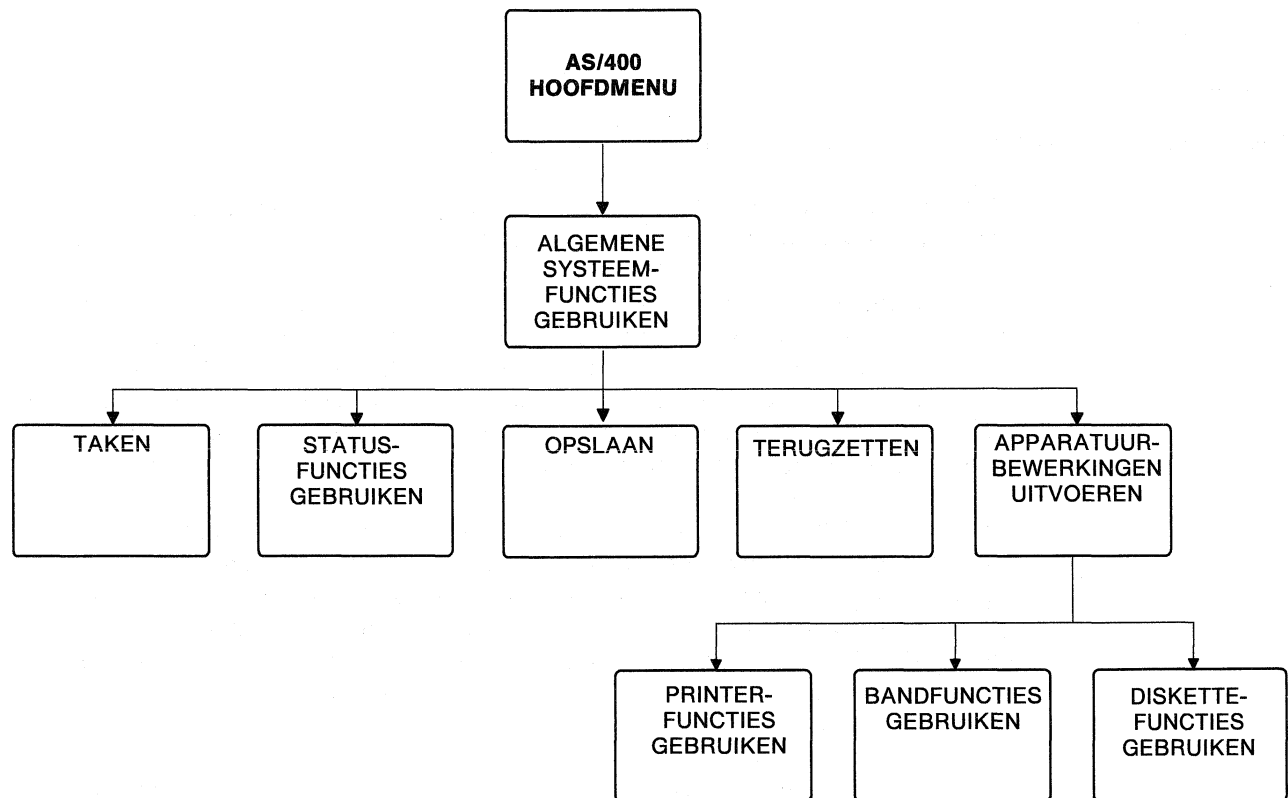 AS/400
HOOFDMENU
ALGEMENE
SYSTEEM-
FUNCTIES
GEBRUIKEN
TAKEN
STATUS-
FUNCTIES
GEBRUIKEN
OPSLAAN
TERUGZETTEN
APPARATUUR-
BEWERKINGEN
UITVOEREN
PRINTER-
FUNCTIES
GEBRUIKEN
BANDFUNCTIES
GEBRUIKEN
DISKETTE-
FUNCTIES
GEBRUIKEN